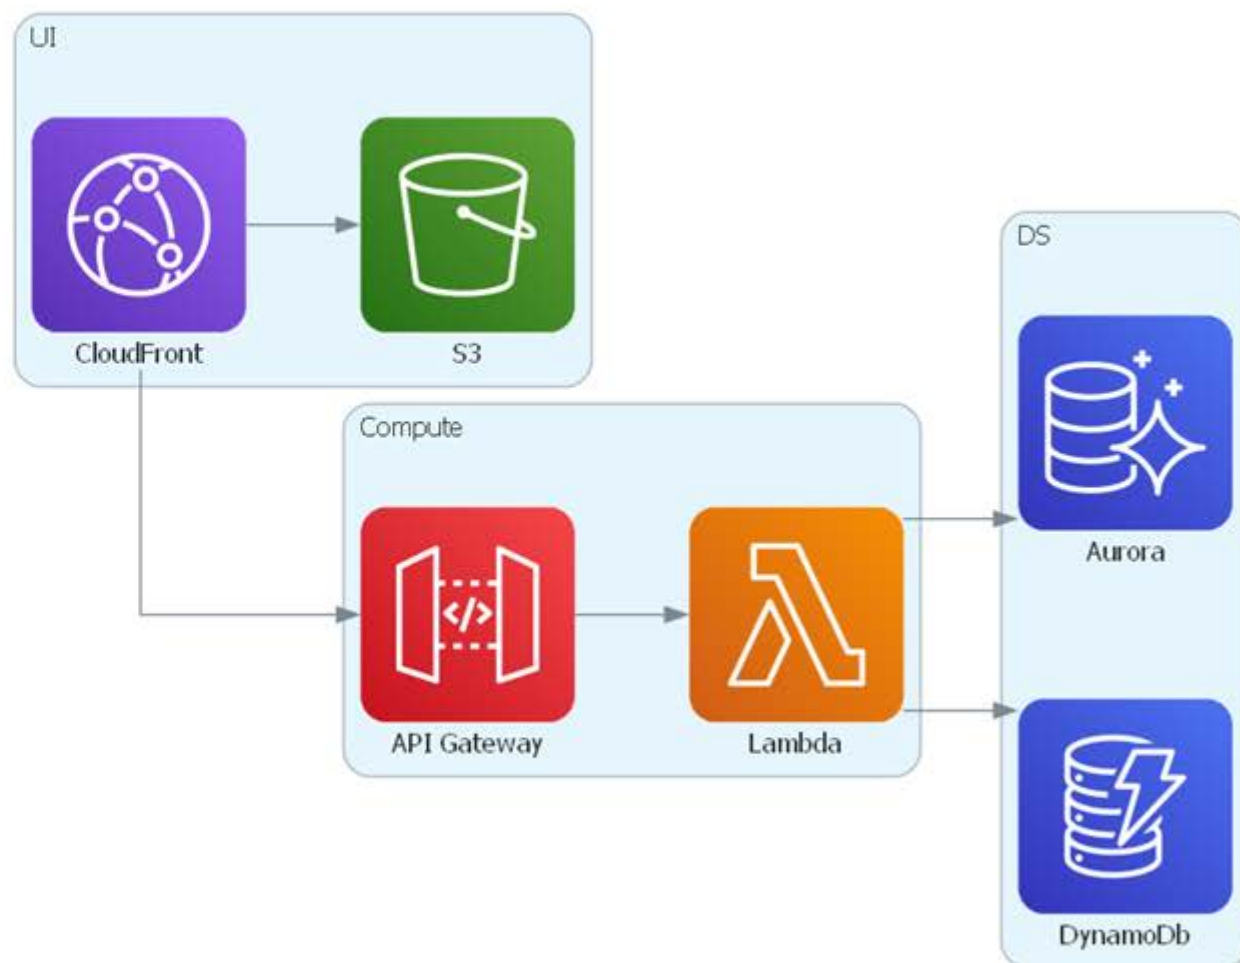 UI
CloudFront
S3
DS
Aurora
Compute
</>
API Gateway
Lambda
DynamoDb